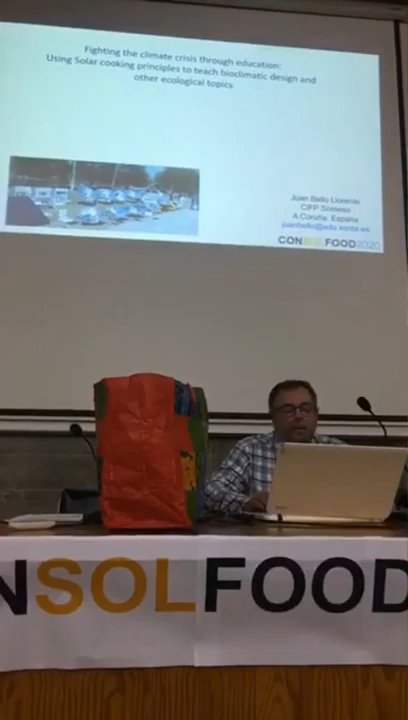 Fighting the climate crisis through education:
Using Solar cooking principles to teach bioclimatic design and
other ecological topics
Juan Bello Llorente
CIFP Someso
A Coruña. España
CONSOLFOOD2020
NSOLFOOD